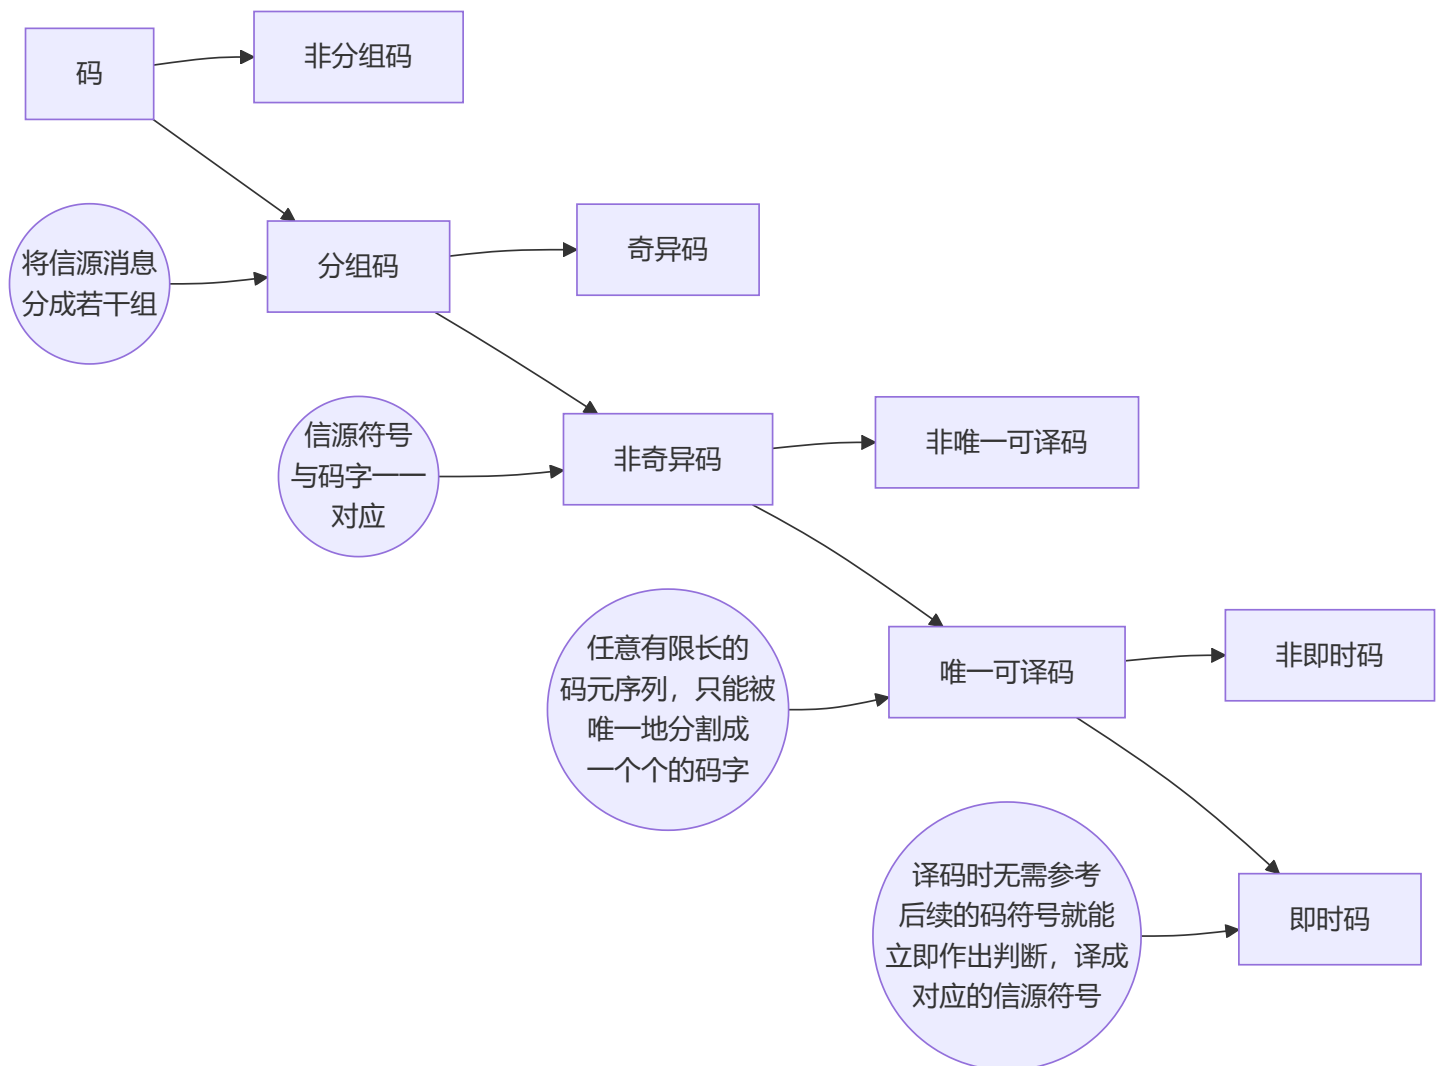 码
非分组码
将信源消息
分成若干组
分组码
奇异码
信源符号
与码字一一
对应
非奇异码
非唯一可译码
任意有限长的
码元序列，只能被
唯一地分割成
一个个的码字
唯一可译码
非即时码
译码时无需参考
后续的码符号就能
立即作出判断，译成
对应的信源符号
即时码